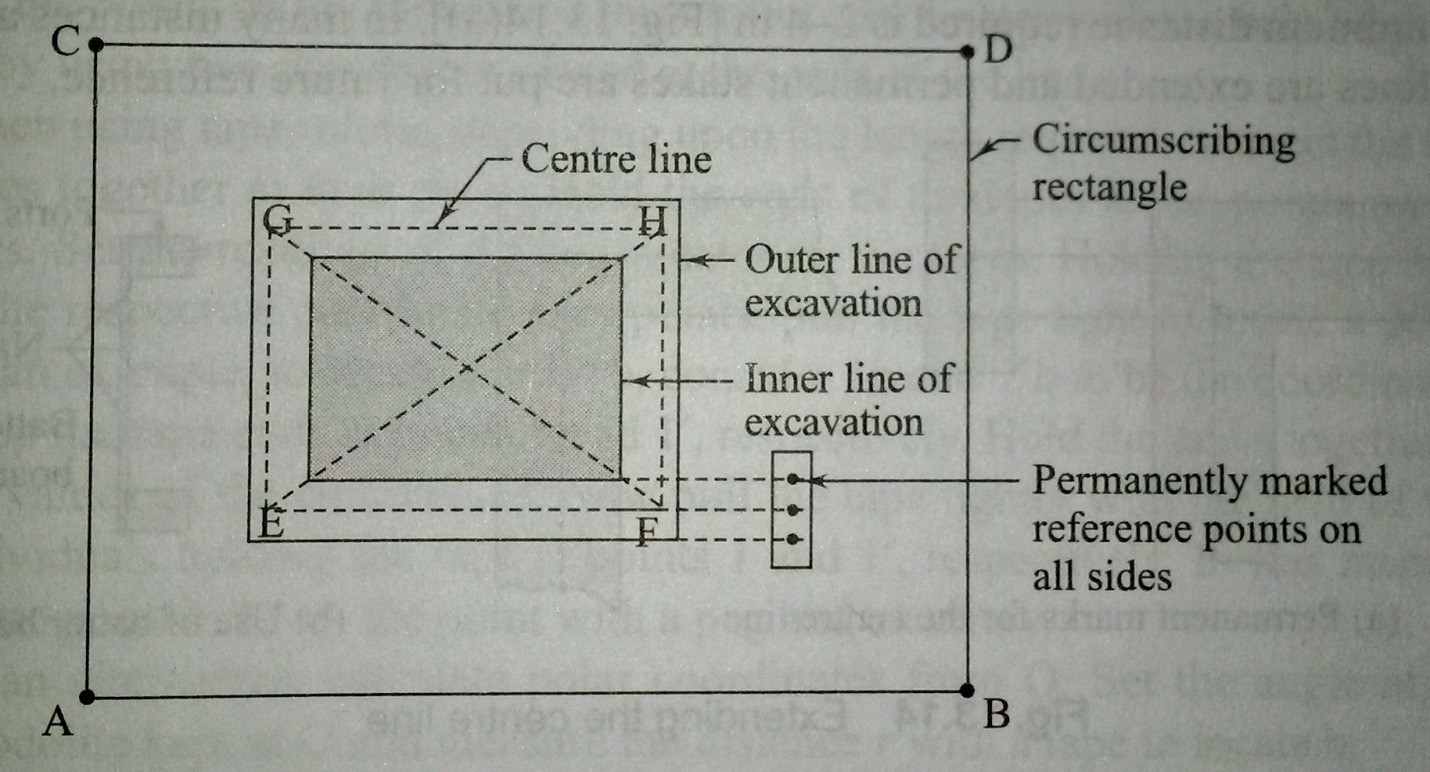 C
D
Circumscribing
rectangle
Centre line
G
H
Outer line of
excavation
Inner line of
excavation
Permanently marked
reference points on
all sides
E
F
A
B